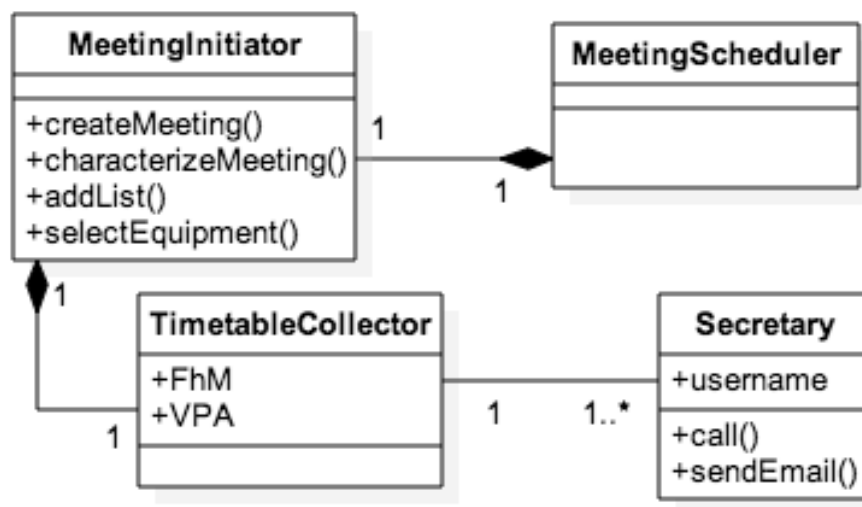 MeetingInitiator
+createMeeting()
+characterizeMeeting()
+addList()
+selectEquipment()
1
1
MeetingScheduler
1
TimetableCollector
+FhM
+VPA
1
1
1..*
Secretary
+username
+call()
+sendEmail()